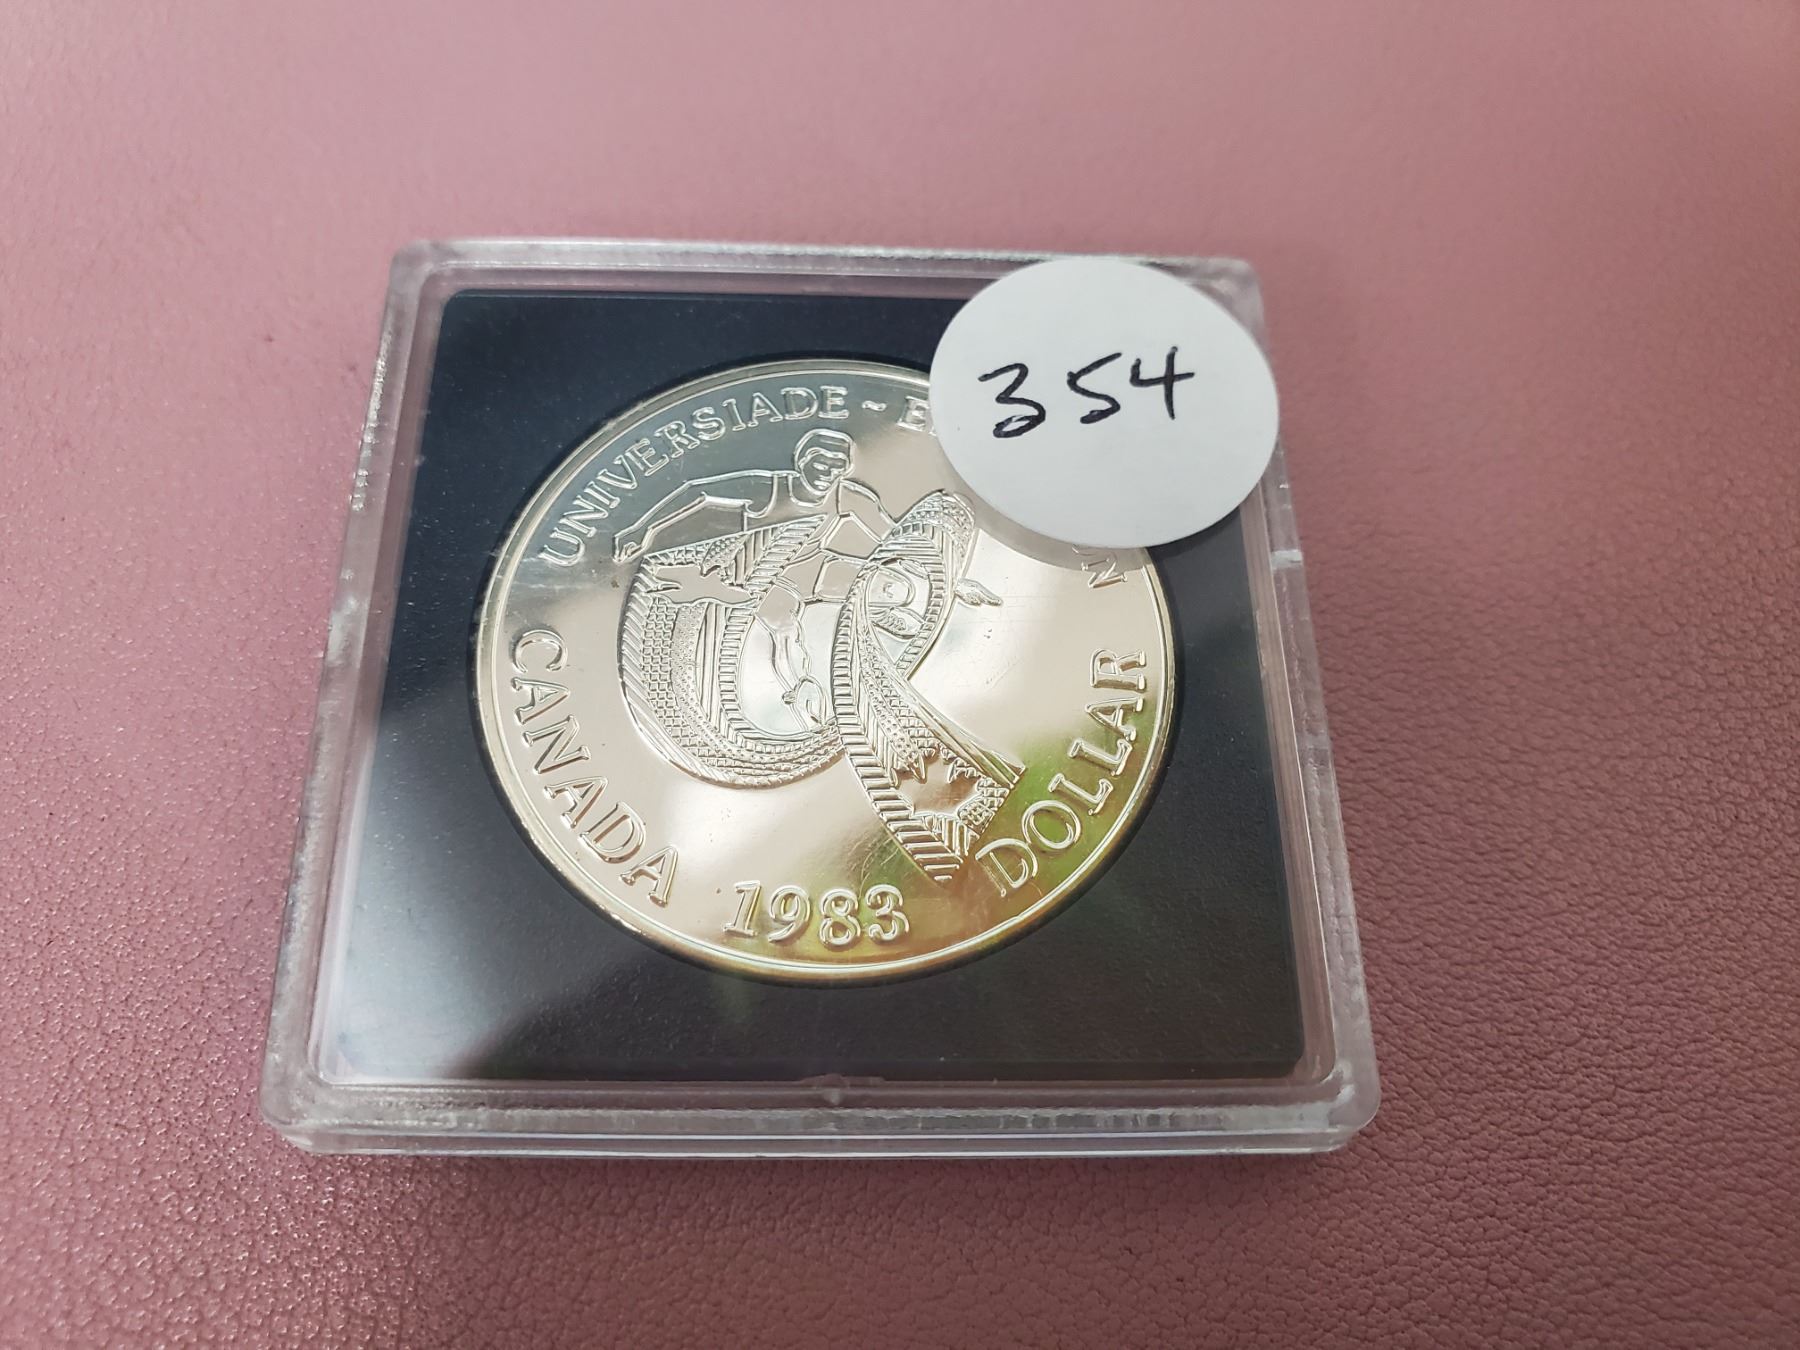 354
UNIVERSIADE ~
CANADA 1983 DOLLAR